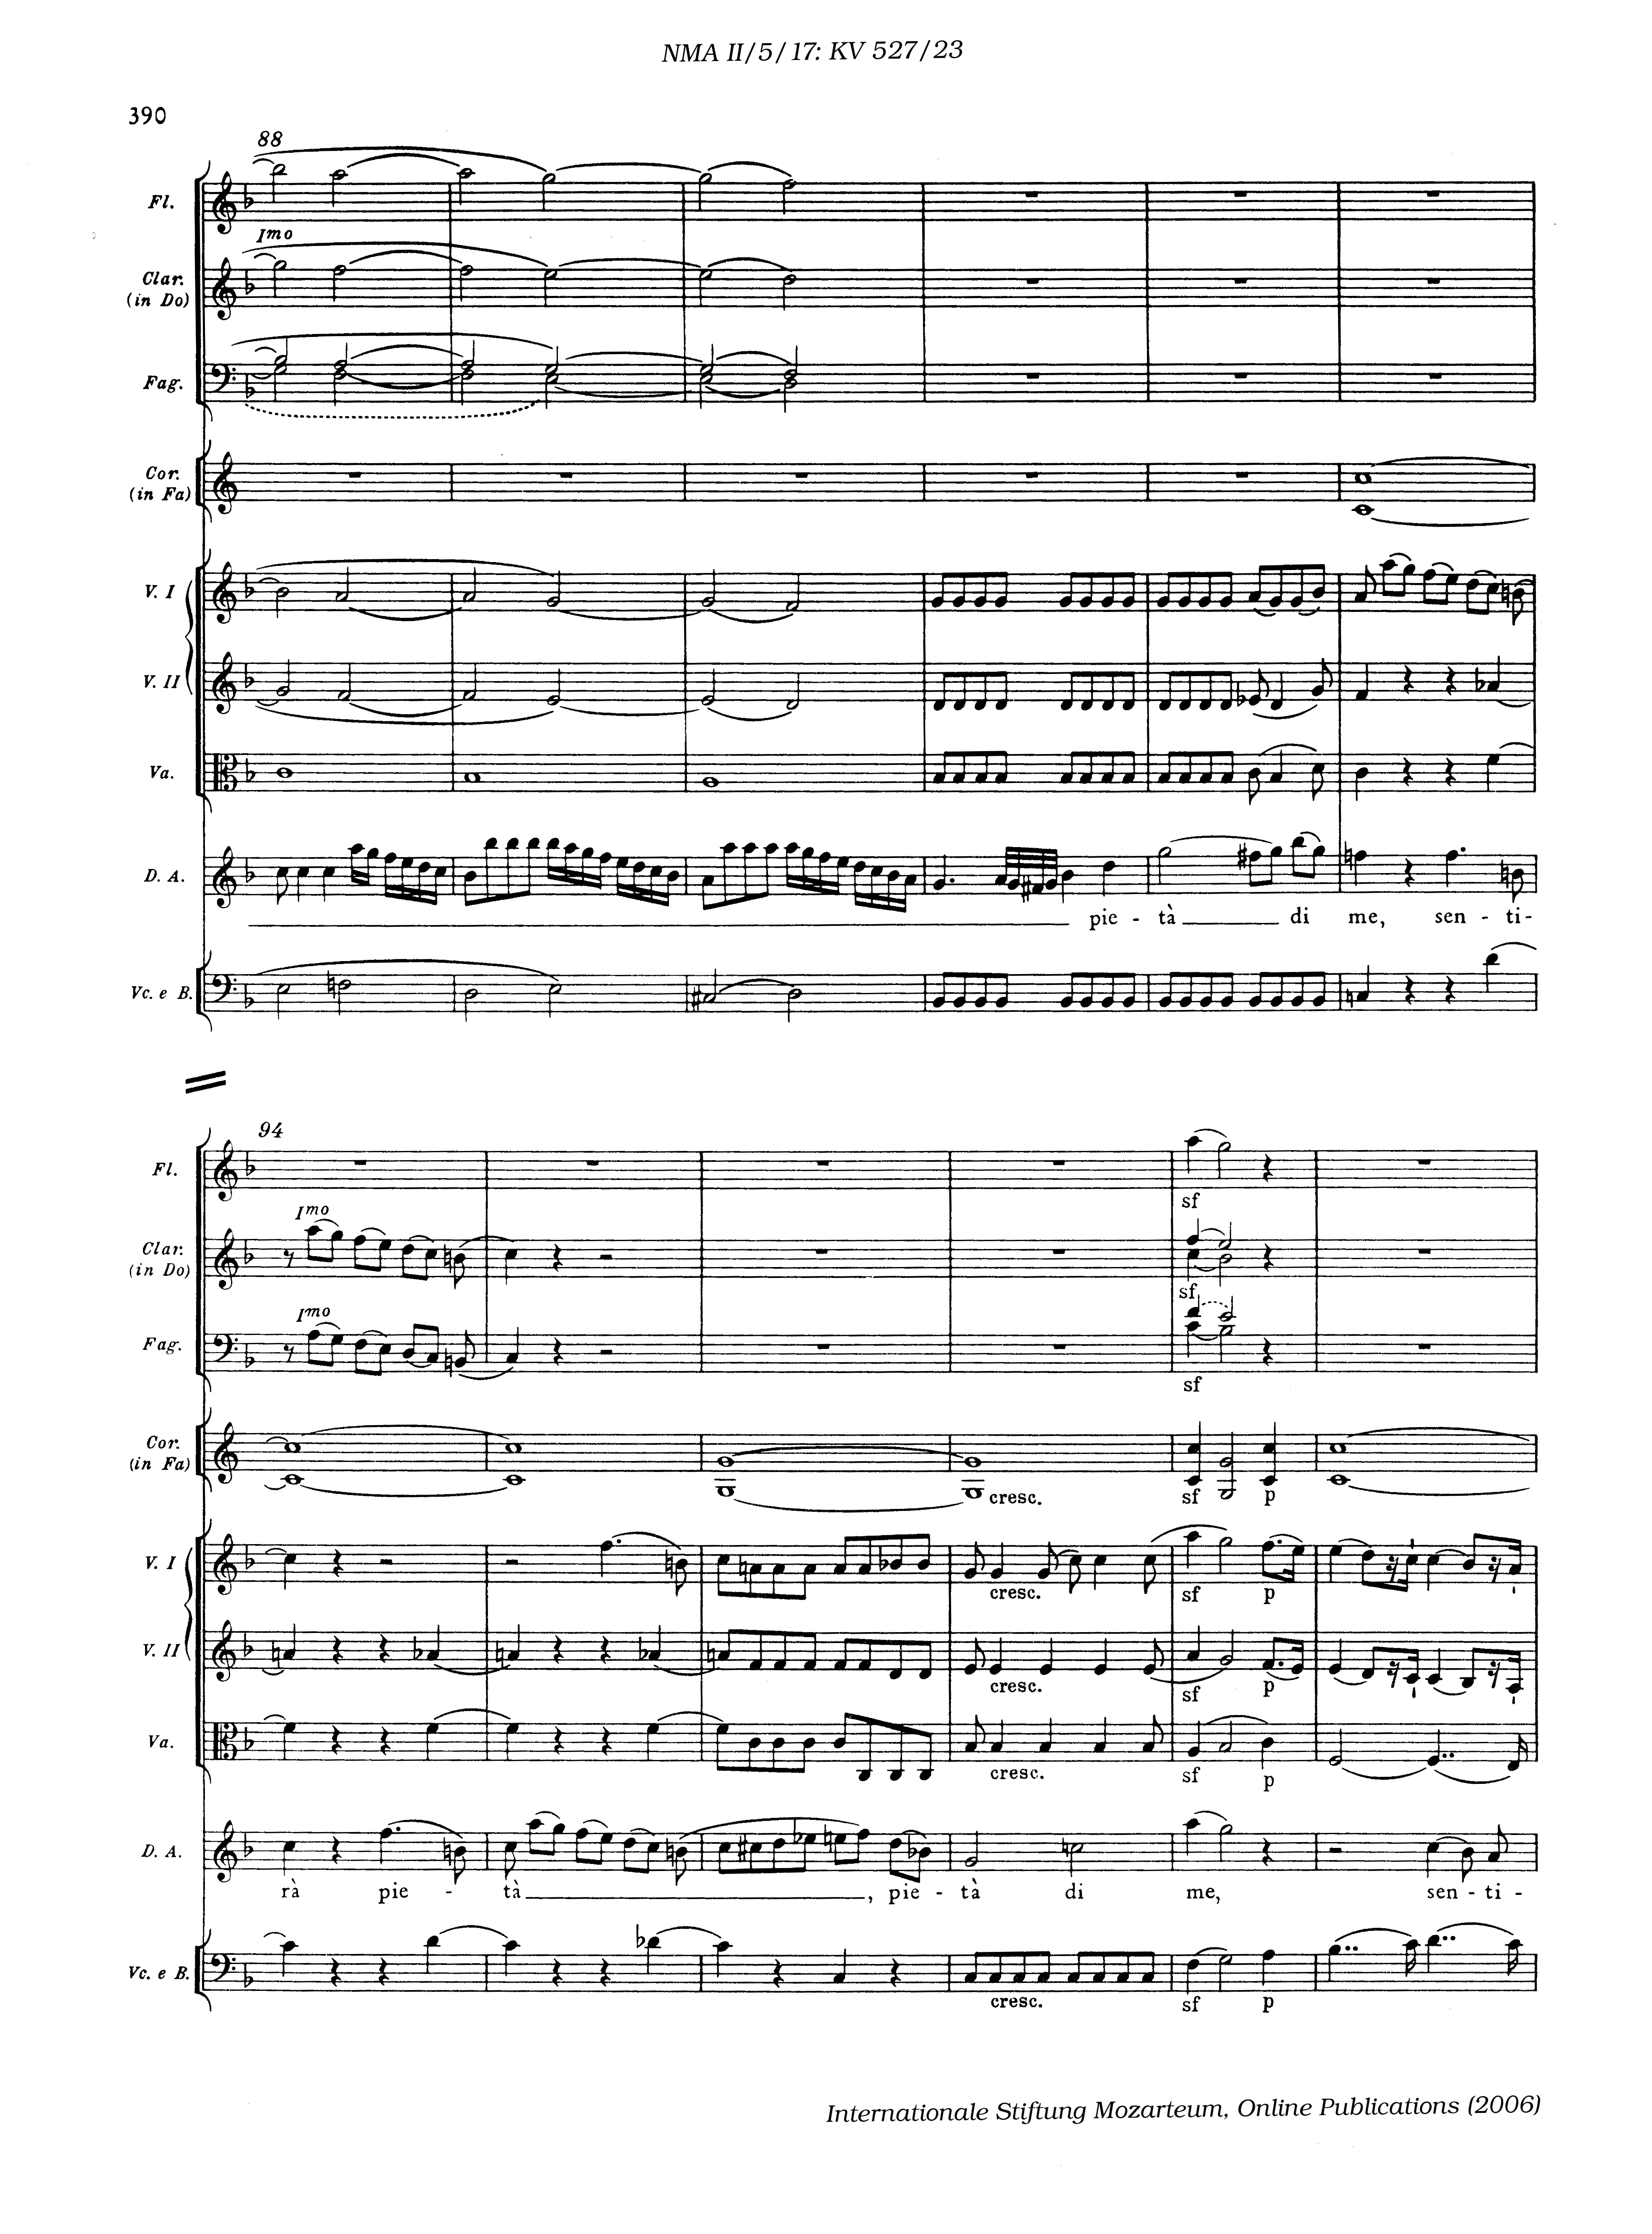 NMA II/5/17: KV 527/23
390
88
Fl.
Imo
Clar.
(in Do)
Fag.
Cor.
(in Fa)
V. I
V. II
Va.
D. A.
pie - tà di me, sen - ti-
Vc. e B.
94
Fl.
sf
Imo
Clar.
(in Do)
sf
Imo
Fag.
sf
Cor.
(in Fa)
cresc. sf p
V. I
cresc. sf p
V. II
cresc. sf p
Va.
cresc. sf p
D. A.
rà pie - tà , pie - tà di me, sen - ti -
Vc. e B.
cresc. sf p
Internationale Stiftung Mozarteum, Online Publications (2006)